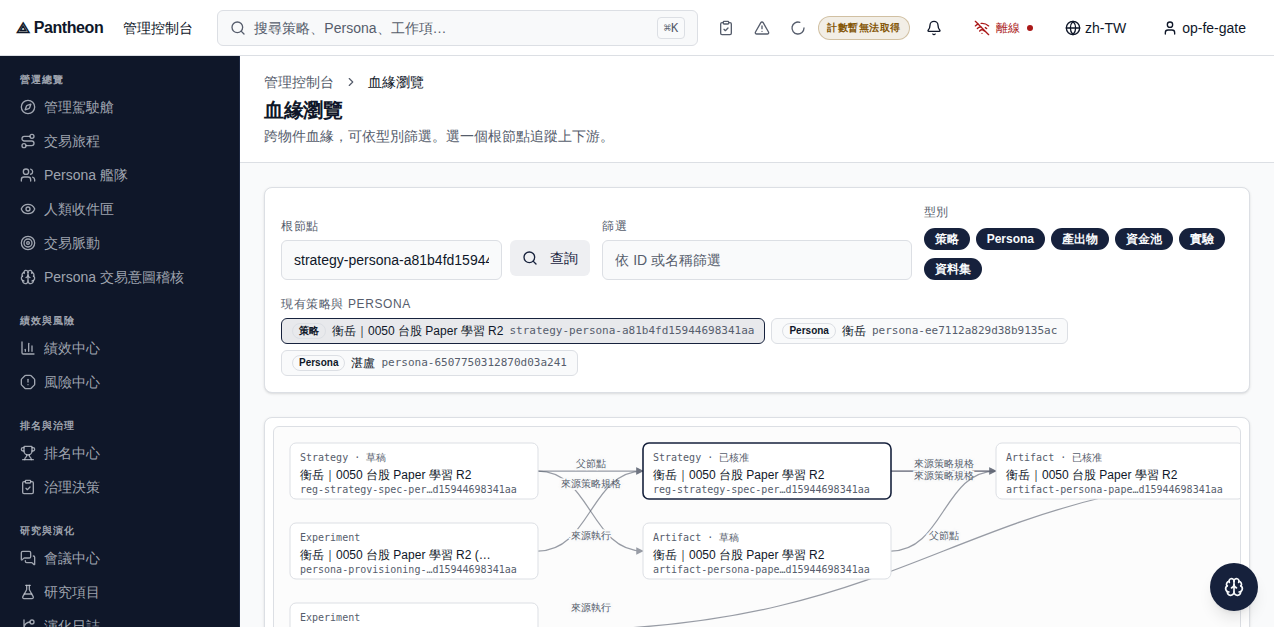 Pantheon 管理控制台 搜尋策略、Persona、工作項… ⌘K 計數暫無法取得 離線 zh-TW op-fe-gate
營運總覽
管理駕駛艙
交易旅程
Persona 艦隊
人類收件匣
交易脈動
Persona 交易意圖稽核
績效與風險
績效中心
風險中心
排名與治理
排名中心
治理決策
研究與演化
會議中心
研究項目
演化日誌
管理控制台 > 血緣瀏覽
血緣瀏覽
跨物件血緣，可依型別篩選。選一個根節點追蹤上下游。
根節點
strategy-persona-a81b4fd15944
查詢
篩選
依 ID 或名稱篩選
型別
策略 Persona 產出物 資金池 實驗
資料集
現有策略與 PERSONA
策略 衡岳｜0050 台股 Paper 學習 R2 strategy-persona-a81b4fd15944698341aa
Persona 衡岳 persona-ee7112a829d38b9135ac
Persona 湛盧 persona-6507750312870d03a241
Strategy · 草稿
衡岳｜0050 台股 Paper 學習 R2
reg-strategy-spec-per…d15944698341aa
父節點
來源策略規格
Strategy · 已核准
衡岳｜0050 台股 Paper 學習 R2
reg-strategy-spec-per…d15944698341aa
來源策略規格
來源策略規格
Artifact · 已核准
衡岳｜0050 台股 Paper 學習 R2
artifact-persona-pape…d15944698341aa
Experiment
衡岳｜0050 台股 Paper 學習 R2 (…
persona-provisioning-…d15944698341aa
來源執行
Artifact · 草稿
衡岳｜0050 台股 Paper 學習 R2
artifact-persona-pape…d15944698341aa
父節點
Experiment
來源執行